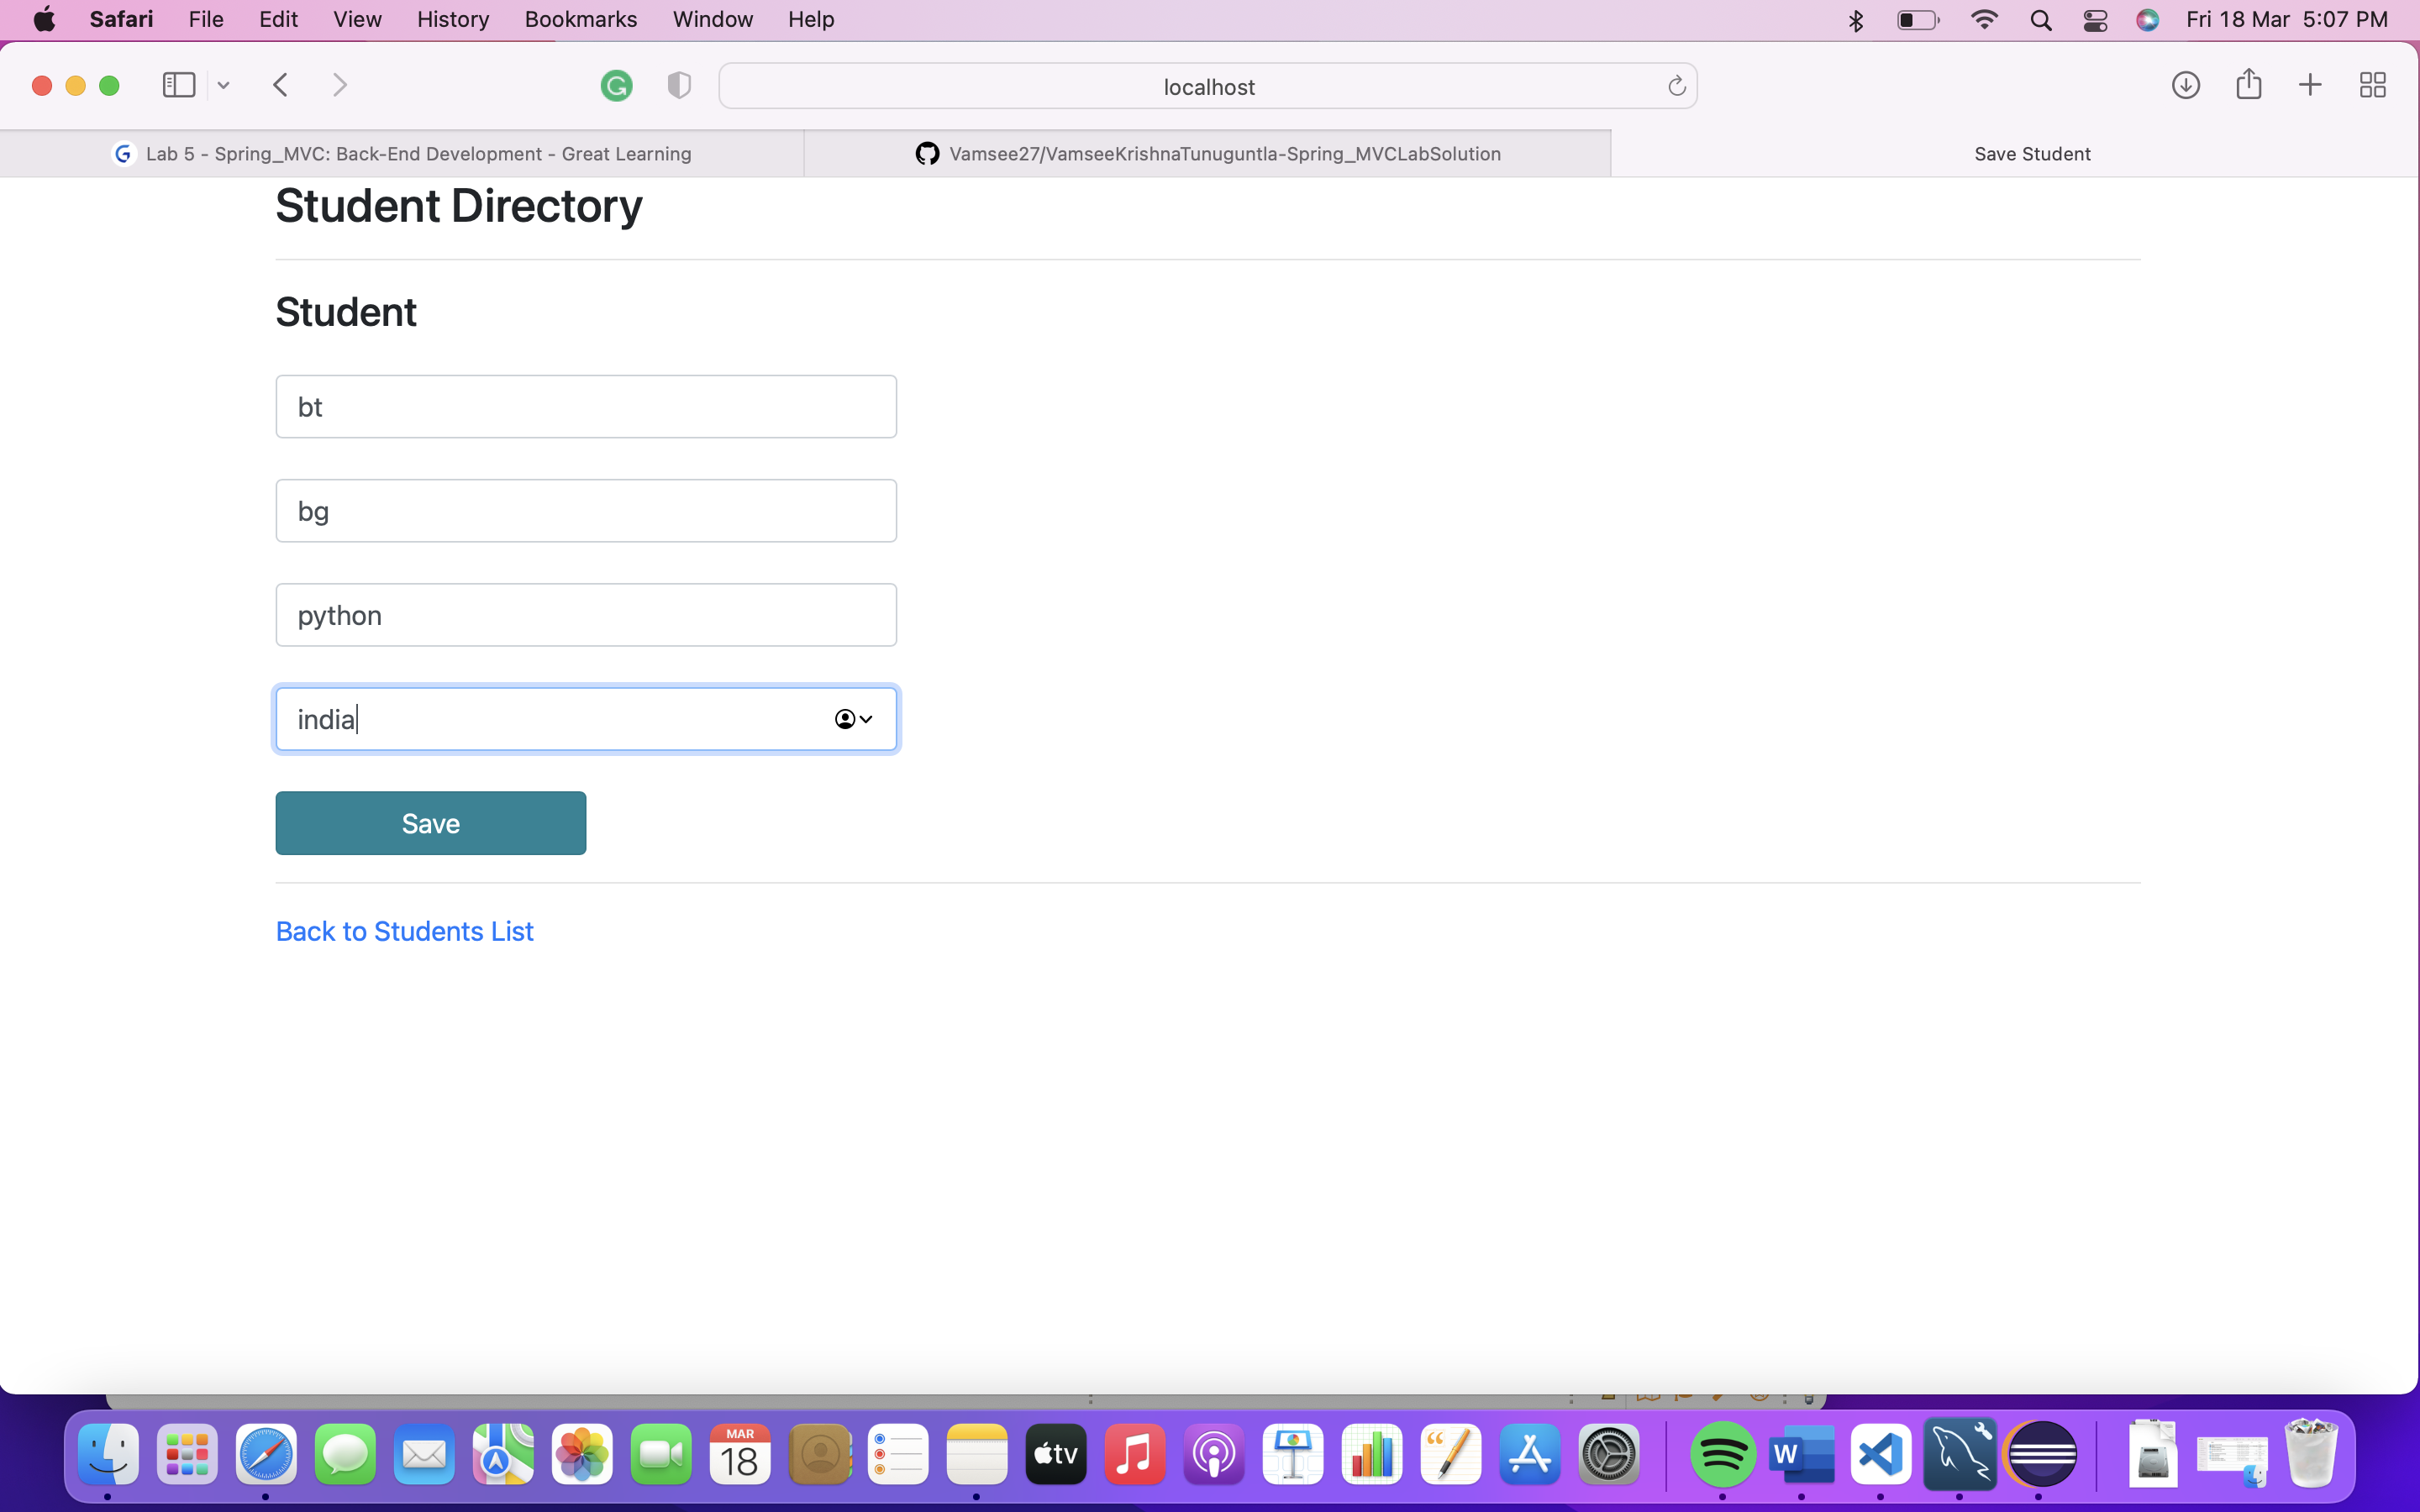 Safari File Edit View History Bookmarks Window Help Fri 18 Mar 5:07 PM
localhost
Lab 5 - Spring_MVC: Back-End Development - Great Learning
Vamsee27/VamseeKrishnaTunuguntla-Spring_MVCLabSolution
Save Student
Student Directory
Student
bt
bg
python
india
Save
Back to Students List
MAR
18
tv
W